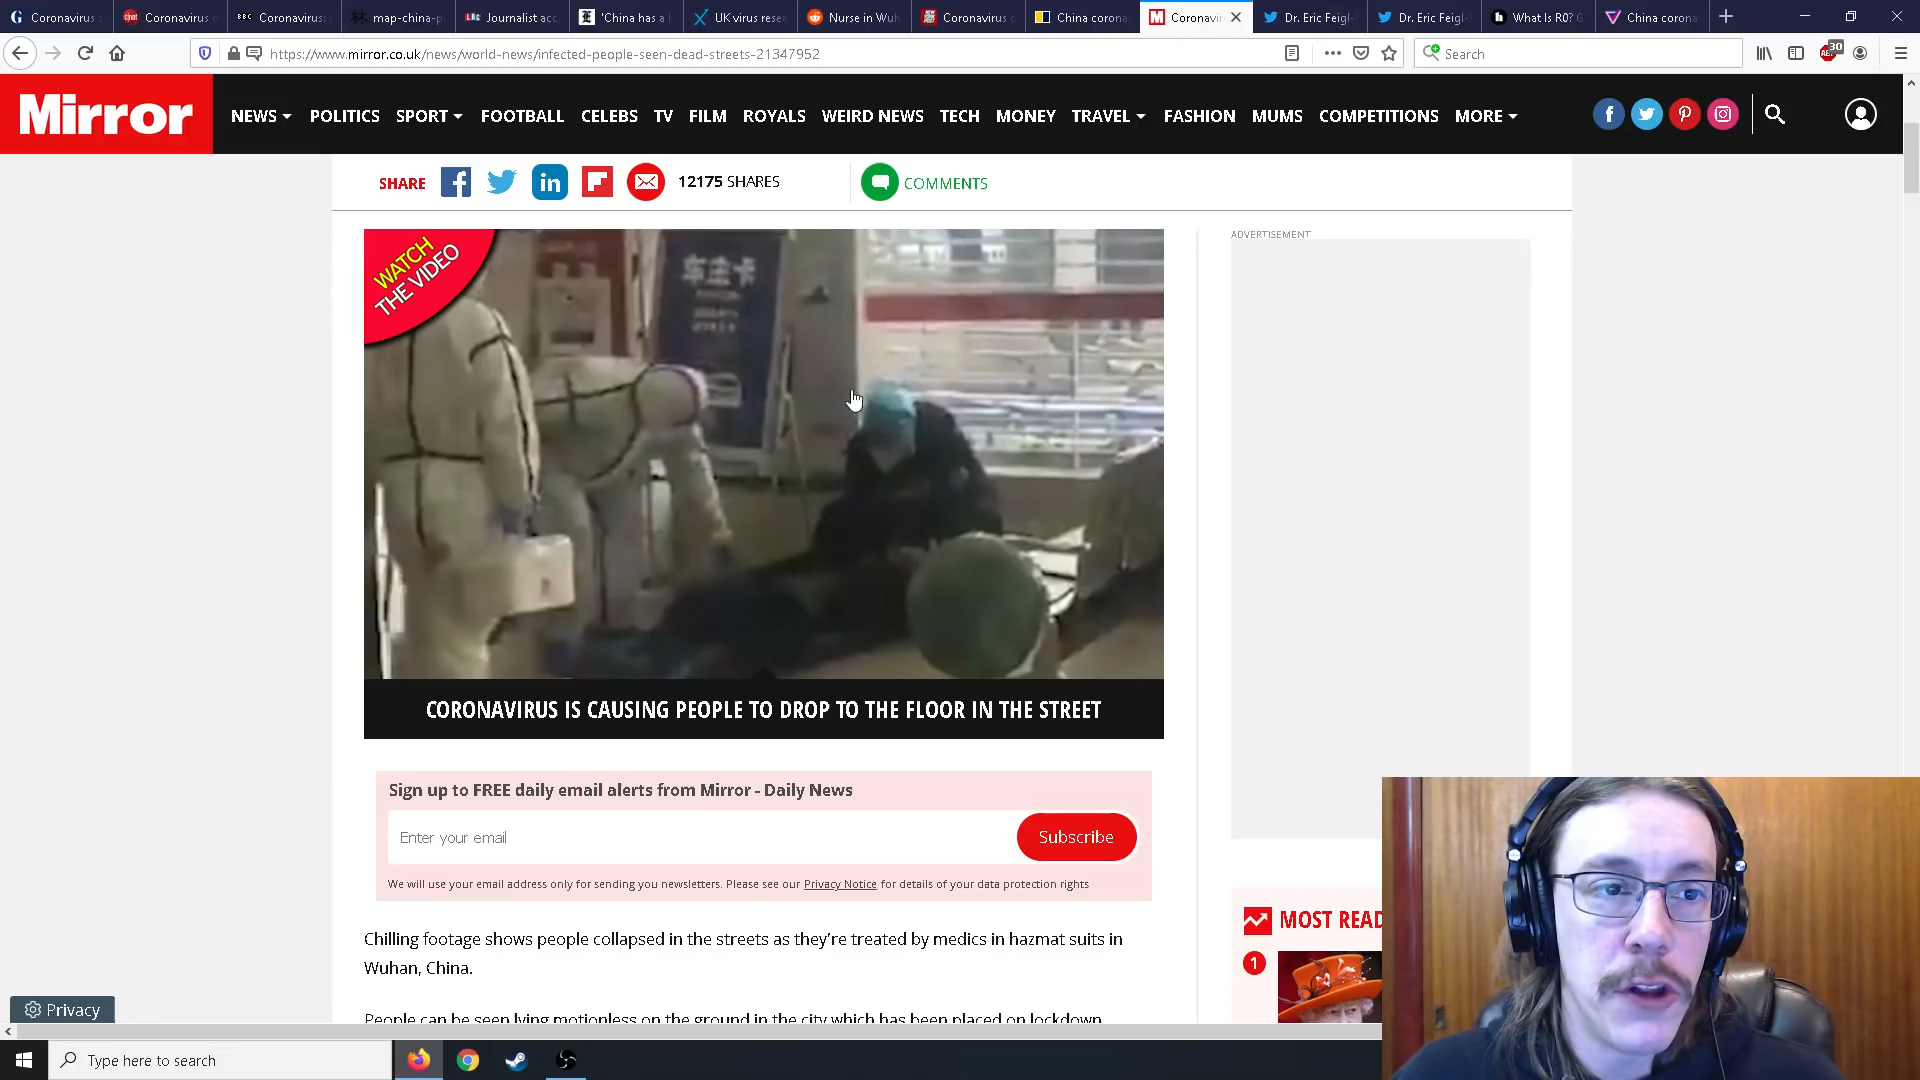 Coronavirus
Coronavirus
BBC Coronavirus:
map-china-p
LBC Journalist acc
'China has a
UK virus resea
Nurse in Wuh
Coronavirus
China corona
Coronavir
Dr. Eric Feigl-
Dr. Eric Feigl-
What Is R0?
China corona
https://www.mirror.co.uk/news/world-news/infected-people-seen-dead-streets-21347952
Search
30
Mirror
NEWS POLITICS SPORT FOOTBALL CELEBS TV FILM ROYALS WEIRD NEWS TECH MONEY TRAVEL FASHION MUMS COMPETITIONS MORE
SHARE
12175 SHARES
COMMENTS
ADVERTISEMENT
WATCH
THE VIDEO
CORONAVIRUS IS CAUSING PEOPLE TO DROP TO THE FLOOR IN THE STREET
Sign up to FREE daily email alerts from Mirror - Daily News
Enter your email
Subscribe
We will use your email address only for sending you newsletters. Please see our Privacy Notice for details of your data protection rights
MOST READ
1
Chilling footage shows people collapsed in the streets as they're treated by medics in hazmat suits in
Wuhan, China.
People can be seen lying motionless on the ground in the city which has been placed on lockdown
Privacy
Type here to search